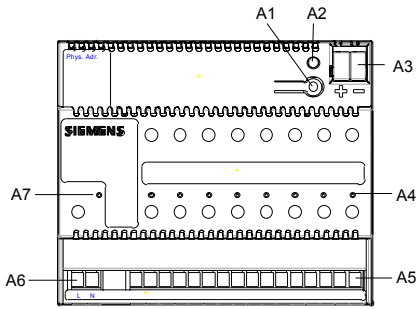 A1 A2
A3
Phys. Adr.
+ −
SIEMENS
A7
A4
A6
A5
L N